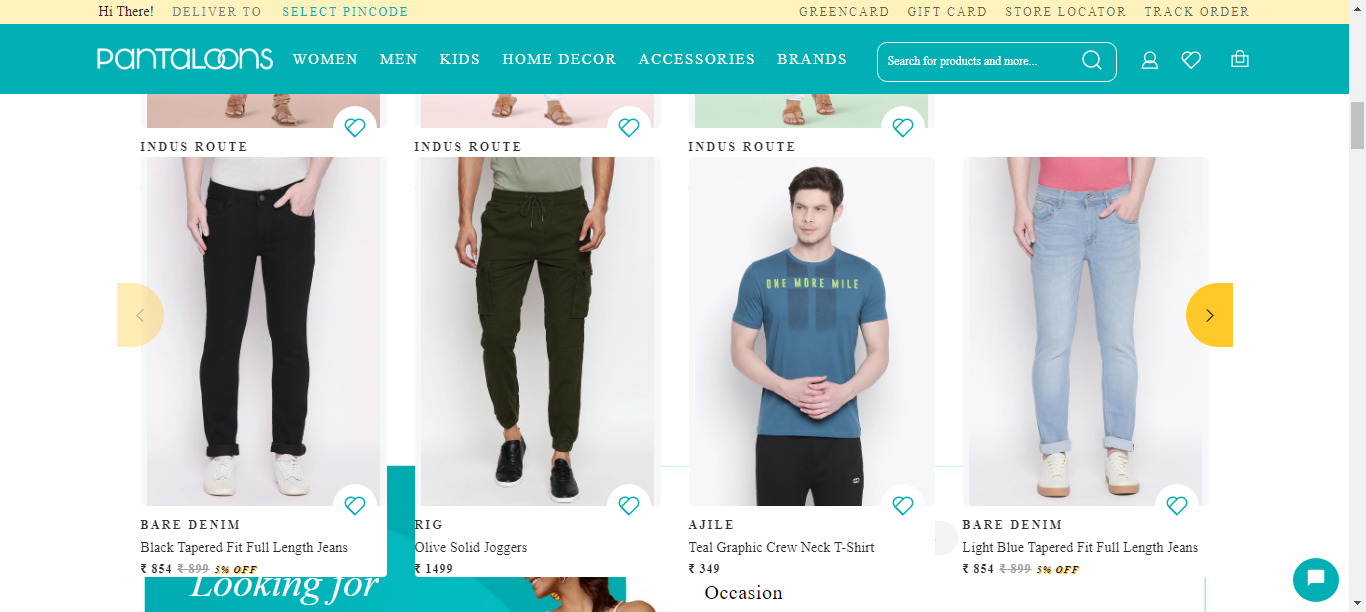 Hi There! DELIVER TO SELECT PINCODE GREENCARD GIFT CARD STORE LOCATOR TRACK ORDER
PANTALOONS WOMEN MEN KIDS HOME DECOR ACCESSORIES BRANDS Search for products and more...
INDUS ROUTE INDUS ROUTE INDUS ROUTE
ONE MORE MILE
BARE DENIM RIG AJILE BARE DENIM
Black Tapered Fit Full Length Jeans Olive Solid Joggers Teal Graphic Crew Neck T-Shirt Light Blue Tapered Fit Full Length Jeans
₹ 854 ₹ 899 5% OFF ₹ 1499 ₹ 349 ₹ 854 ₹ 899 5% OFF
Looking for Occasion